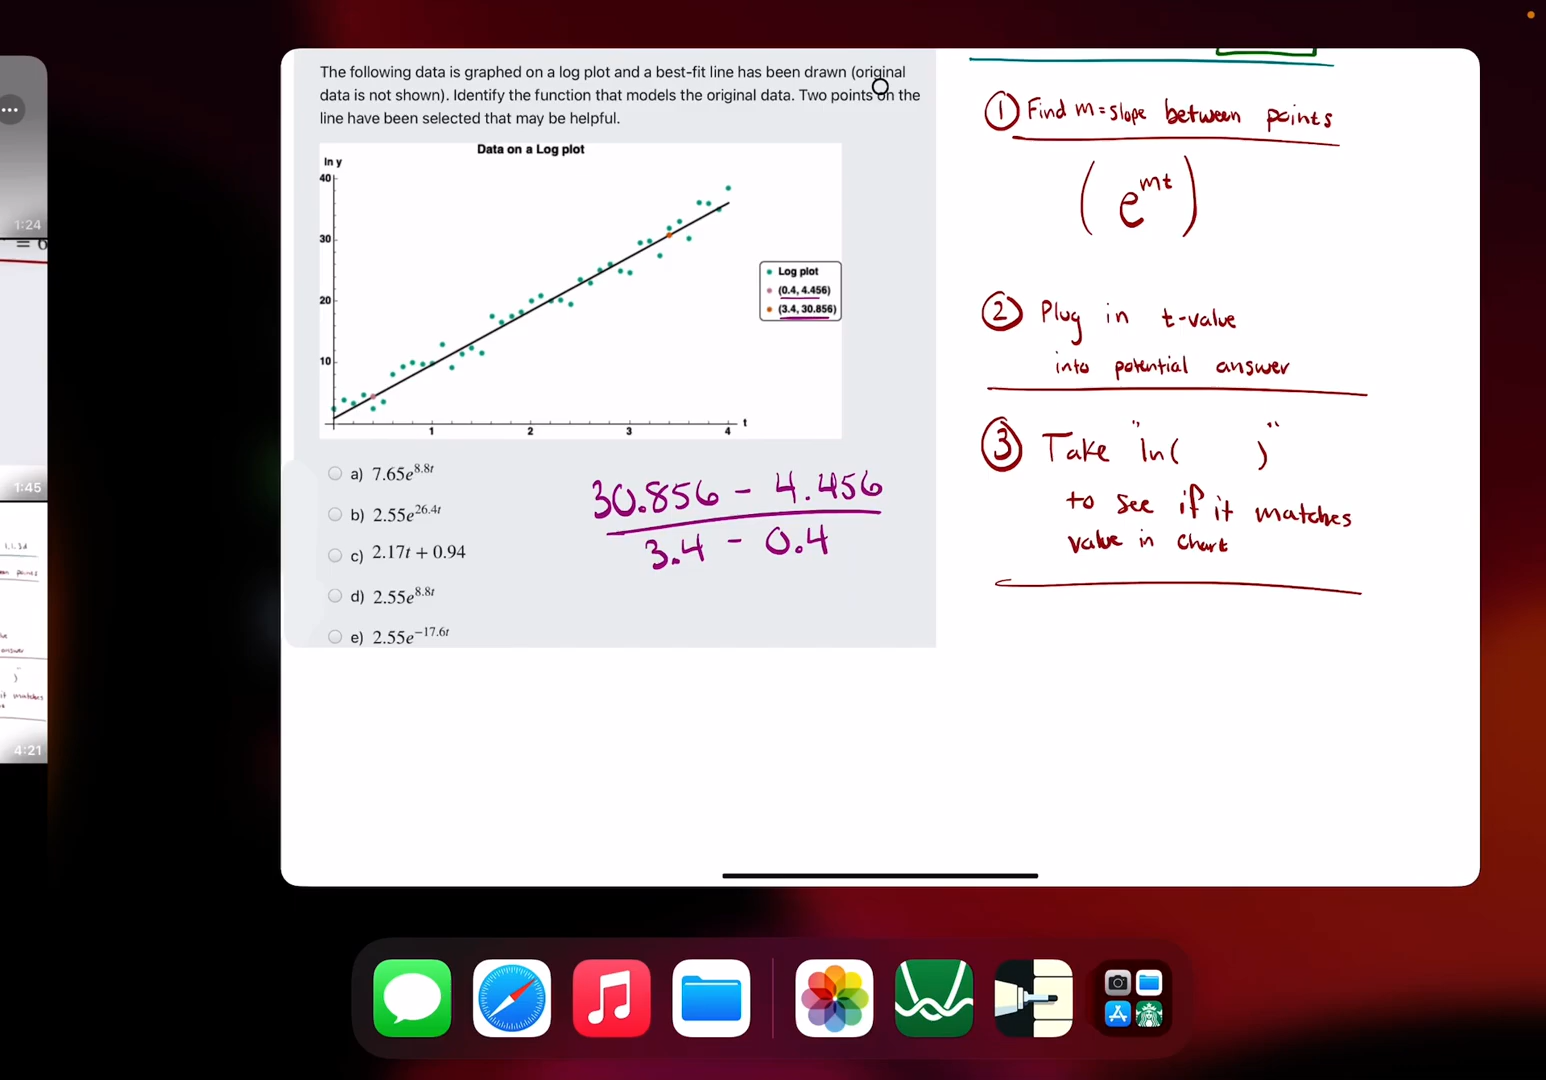 1:24
= 6
1:45
4:21
The following data is graphed on a log plot and a best-fit line has been drawn (original
data is not shown). Identify the function that models the original data. Two points on the
line have been selected that may be helpful.
Data on a Log plot
ln y
40
30
20
10
1
2
3
4
t
Log plot
(0.4, 4.456)
(3.4, 30.856)
a) 7.65e^{8.8t}
b) 2.55e^{26.4t}
c) 2.17t + 0.94
d) 2.55e^{8.8t}
e) 2.55e^{-17.6t}
30.856 - 4.456
3.4 - 0.4
① Find m = slope between points
(e^{mt})
② Plug in t-value
into potential answer
③ Take "ln( )"
to see if it matches
value in chart